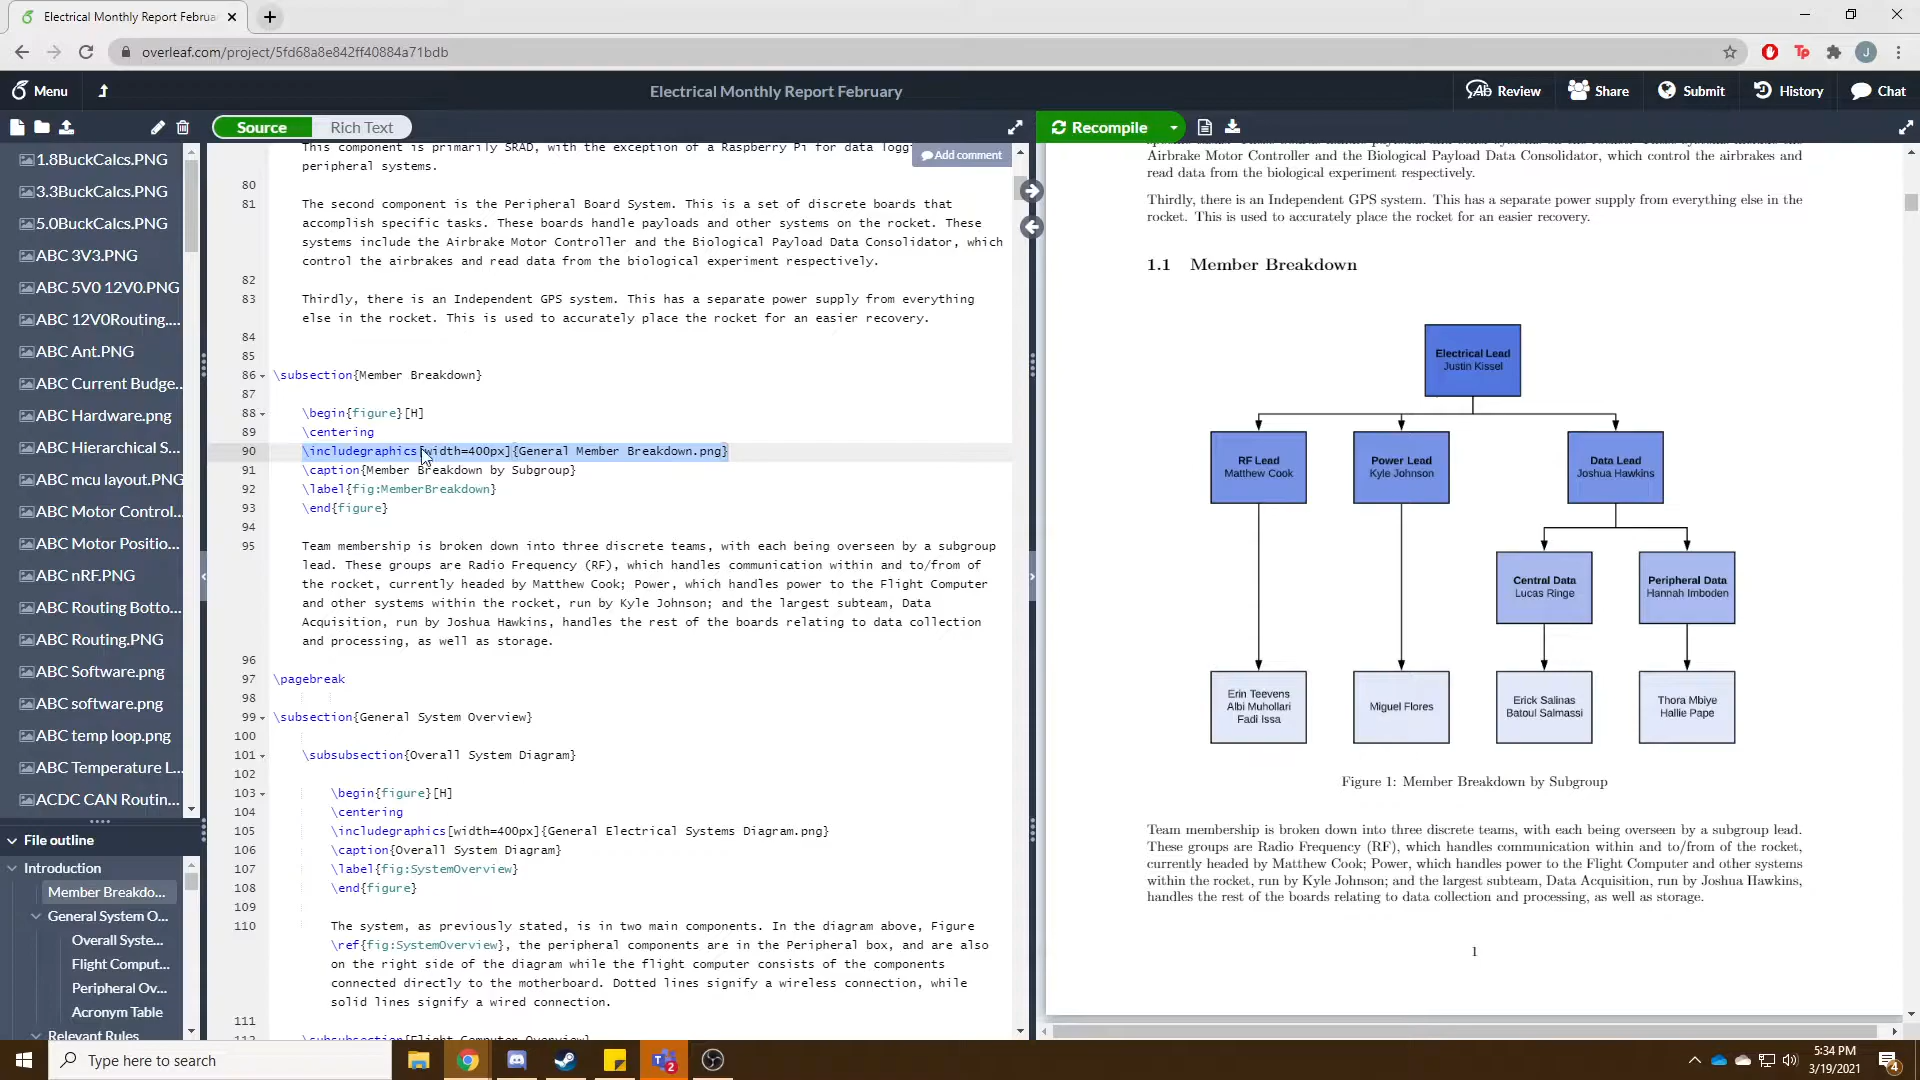 Electrical Monthly Report Februa
overleaf.com/project/5fd68a8e842ff40884a71bdb
J
Menu
Electrical Monthly Report February
Review
Share
Submit
History
Chat
Source
Rich Text
Recompile
1.8BuckCalcs.PNG
3.3BuckCalcs.PNG
5.0BuckCalcs.PNG
ABC 3V3.PNG
ABC 5V0 12V0.PNG
ABC 12V0Routing....
ABC Ant.PNG
ABC Current Budge...
ABC Hardware.png
ABC Hierarchical S...
ABC mcu layout.PNG
ABC Motor Control...
ABC Motor Positio...
ABC nRF.PNG
ABC Routing Botto...
ABC Routing.PNG
ABC Software.png
ABC software.png
ABC temp loop.png
ABC Temperature L...
ACDC CAN Routin...
File outline
Introduction
Member Breakdo...
General System O...
Overall Syste...
Flight Comput...
Peripheral Ov...
Acronym Table
Relevant Rules
This component is primarily SRAD, with the exception of a Raspberry Pi for data logg
Add comment
peripheral systems.
80
81 The second component is the Peripheral Board System. This is a set of discrete boards that
accomplish specific tasks. These boards handle payloads and other systems on the rocket. These
systems include the Airbrake Motor Controller and the Biological Payload Data Consolidator, which
control the airbrakes and read data from the biological experiment respectively.
82
83 Thirdly, there is an Independent GPS system. This has a separate power supply from everything
else in the rocket. This is used to accurately place the rocket for an easier recovery.
84
85
86 \subsection{Member Breakdown}
87
88 \begin{figure}[H]
89 \centering
90 \includegraphics[width=400px]{General Member Breakdown.png}
91 \caption{Member Breakdown by Subgroup}
92 \label{fig:MemberBreakdown}
93 \end{figure}
94
95 Team membership is broken down into three discrete teams, with each being overseen by a subgroup
lead. These groups are Radio Frequency (RF), which handles communication within and to/from of
the rocket, currently headed by Matthew Cook; Power, which handles power to the Flight Computer
and other systems within the rocket, run by Kyle Johnson; and the largest subteam, Data
Acquisition, run by Joshua Hawkins, handles the rest of the boards relating to data collection
and processing, as well as storage.
96
97 \pagebreak
98
99 \subsection{General System Overview}
100
101 \subsubsection{Overall System Diagram}
102
103 \begin{figure}[H]
104 \centering
105 \includegraphics[width=400px]{General Electrical Systems Diagram.png}
106 \caption{Overall System Diagram}
107 \label{fig:SystemOverview}
108 \end{figure}
109
110 The system, as previously stated, is in two main components. In the diagram above, Figure
\ref{fig:SystemOverview}, the peripheral components are in the Peripheral box, and are also
on the right side of the diagram while the flight computer consists of the components
connected directly to the motherboard. Dotted lines signify a wireless connection, while
solid lines signify a wired connection.
111
\subsubsection{Flight Computer Overview}
Airbrake Motor Controller and the Biological Payload Data Consolidator, which control the airbrakes and
read data from the biological experiment respectively.
Thirdly, there is an Independent GPS system. This has a separate power supply from everything else in the
rocket. This is used to accurately place the rocket for an easier recovery.
1.1 Member Breakdown
Electrical Lead
Justin Kissel
RF Lead
Matthew Cook
Power Lead
Kyle Johnson
Data Lead
Joshua Hawkins
Central Data
Lucas Ringe
Peripheral Data
Hannah Imboden
Erin Teevens
Albi Muhollari
Fadi Issa
Miguel Flores
Erick Salinas
Batoul Salmassi
Thora Mbiye
Hallie Pape
Figure 1: Member Breakdown by Subgroup
Team membership is broken down into three discrete teams, with each being overseen by a subgroup lead.
These groups are Radio Frequency (RF), which handles communication within and to/from of the rocket,
currently headed by Matthew Cook; Power, which handles power to the Flight Computer and other systems
within the rocket, run by Kyle Johnson; and the largest subteam, Data Acquisition, run by Joshua Hawkins,
handles the rest of the boards relating to data collection and processing, as well as storage.
1
Type here to search
2
5:34 PM
3/19/2021
4